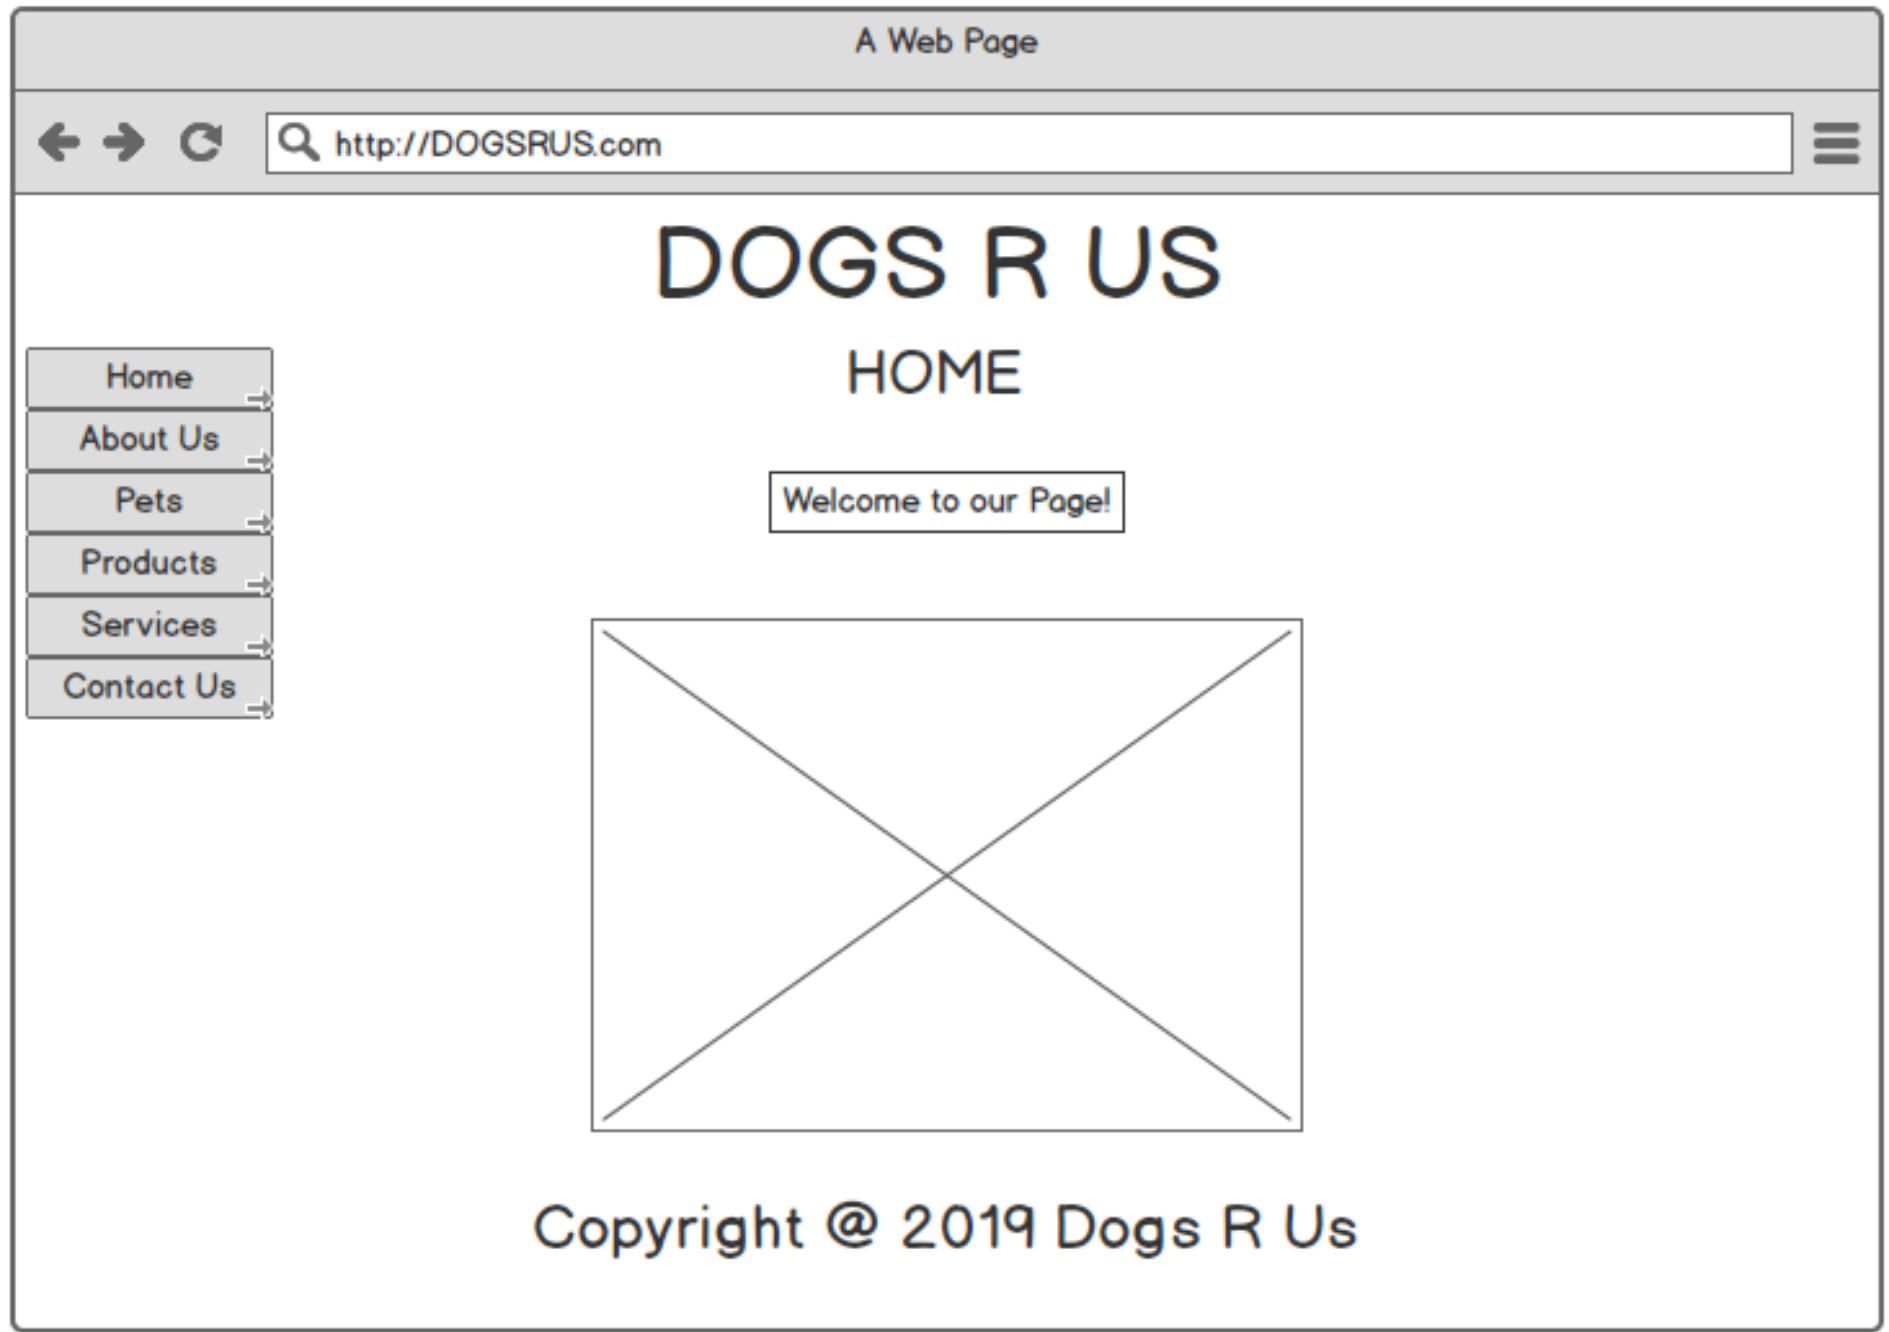 A Web Page
http://DOGSRUS.com
DOGS R US
HOME
Home
About Us
Pets
Products
Services
Contact Us
Welcome to our Page!
Copyright @ 2019 Dogs R Us